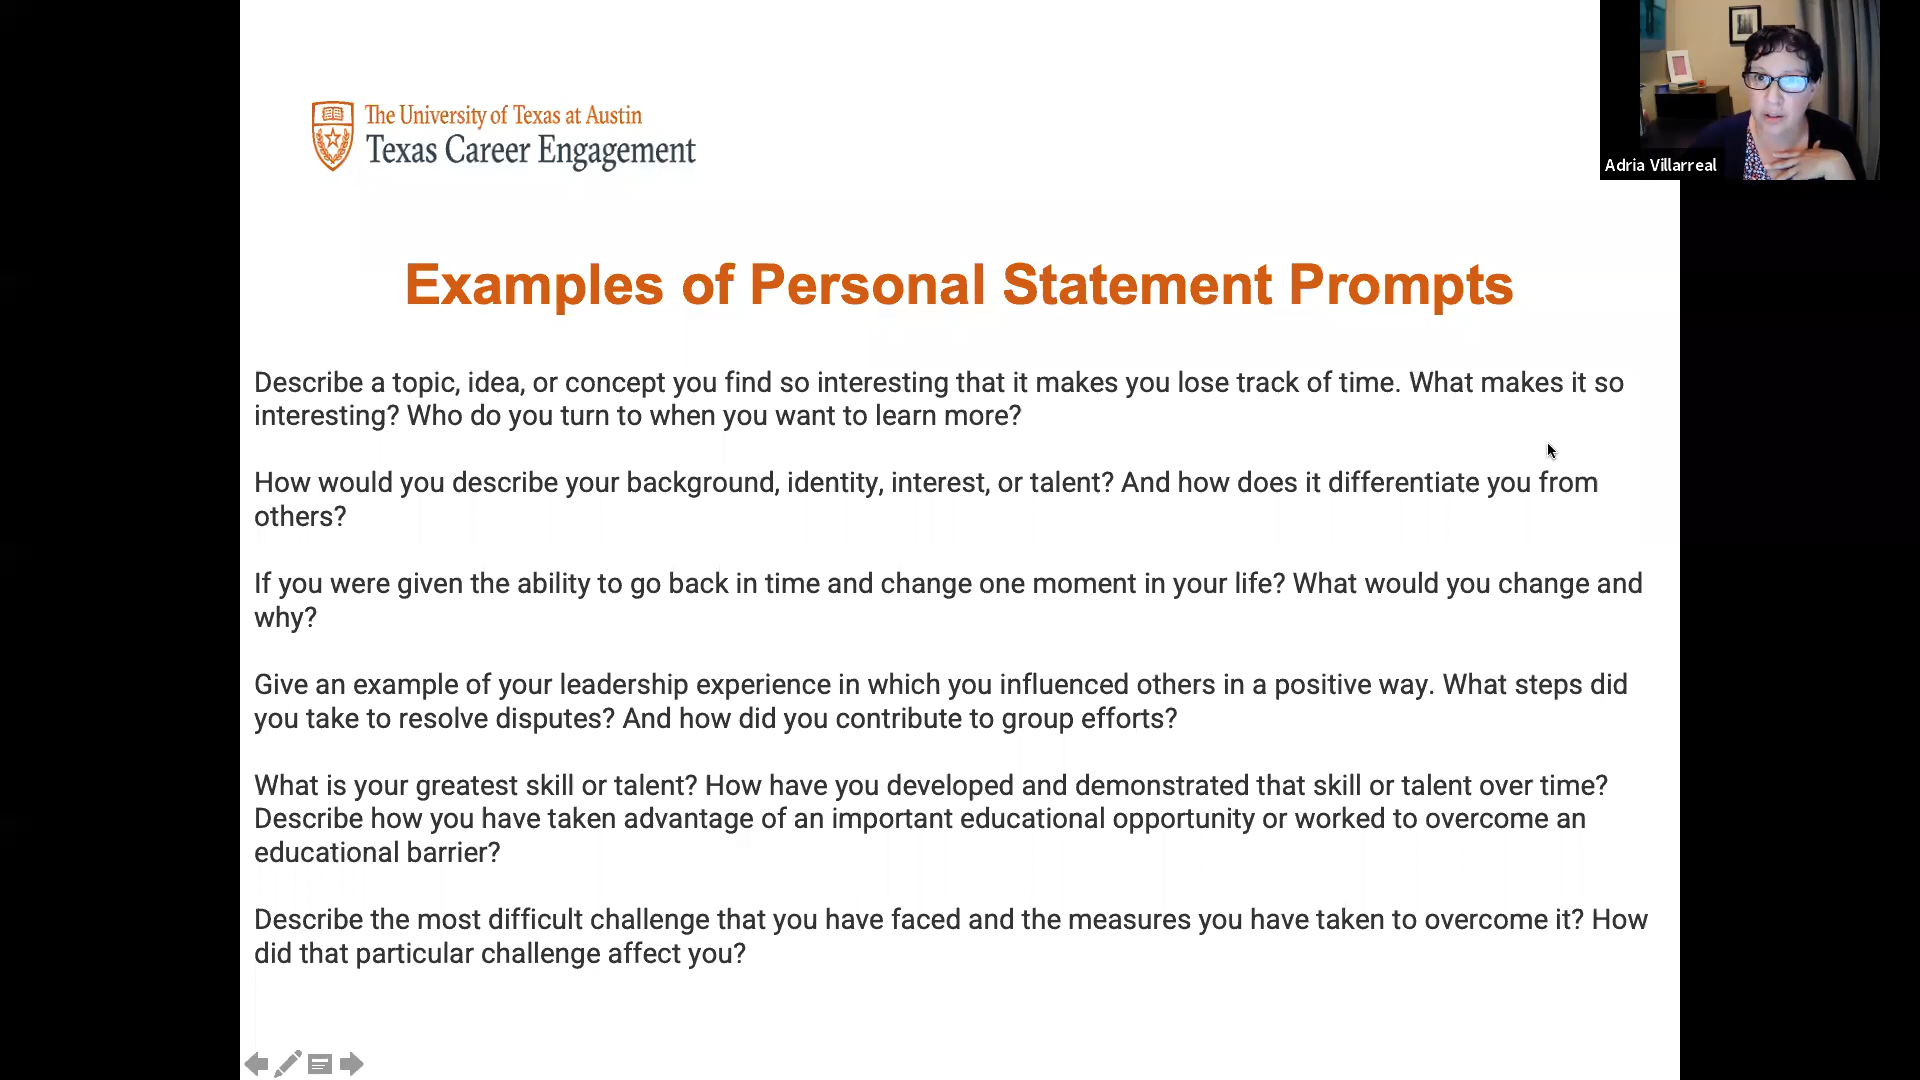 The University of Texas at Austin
Texas Career Engagement
Adria Villarreal
Examples of Personal Statement Prompts
Describe a topic, idea, or concept you find so interesting that it makes you lose track of time. What makes it so
interesting? Who do you turn to when you want to learn more?
How would you describe your background, identity, interest, or talent? And how does it differentiate you from
others?
If you were given the ability to go back in time and change one moment in your life? What would you change and
why?
Give an example of your leadership experience in which you influenced others in a positive way. What steps did
you take to resolve disputes? And how did you contribute to group efforts?
What is your greatest skill or talent? How have you developed and demonstrated that skill or talent over time?
Describe how you have taken advantage of an important educational opportunity or worked to overcome an
educational barrier?
Describe the most difficult challenge that you have faced and the measures you have taken to overcome it? How
did that particular challenge affect you?